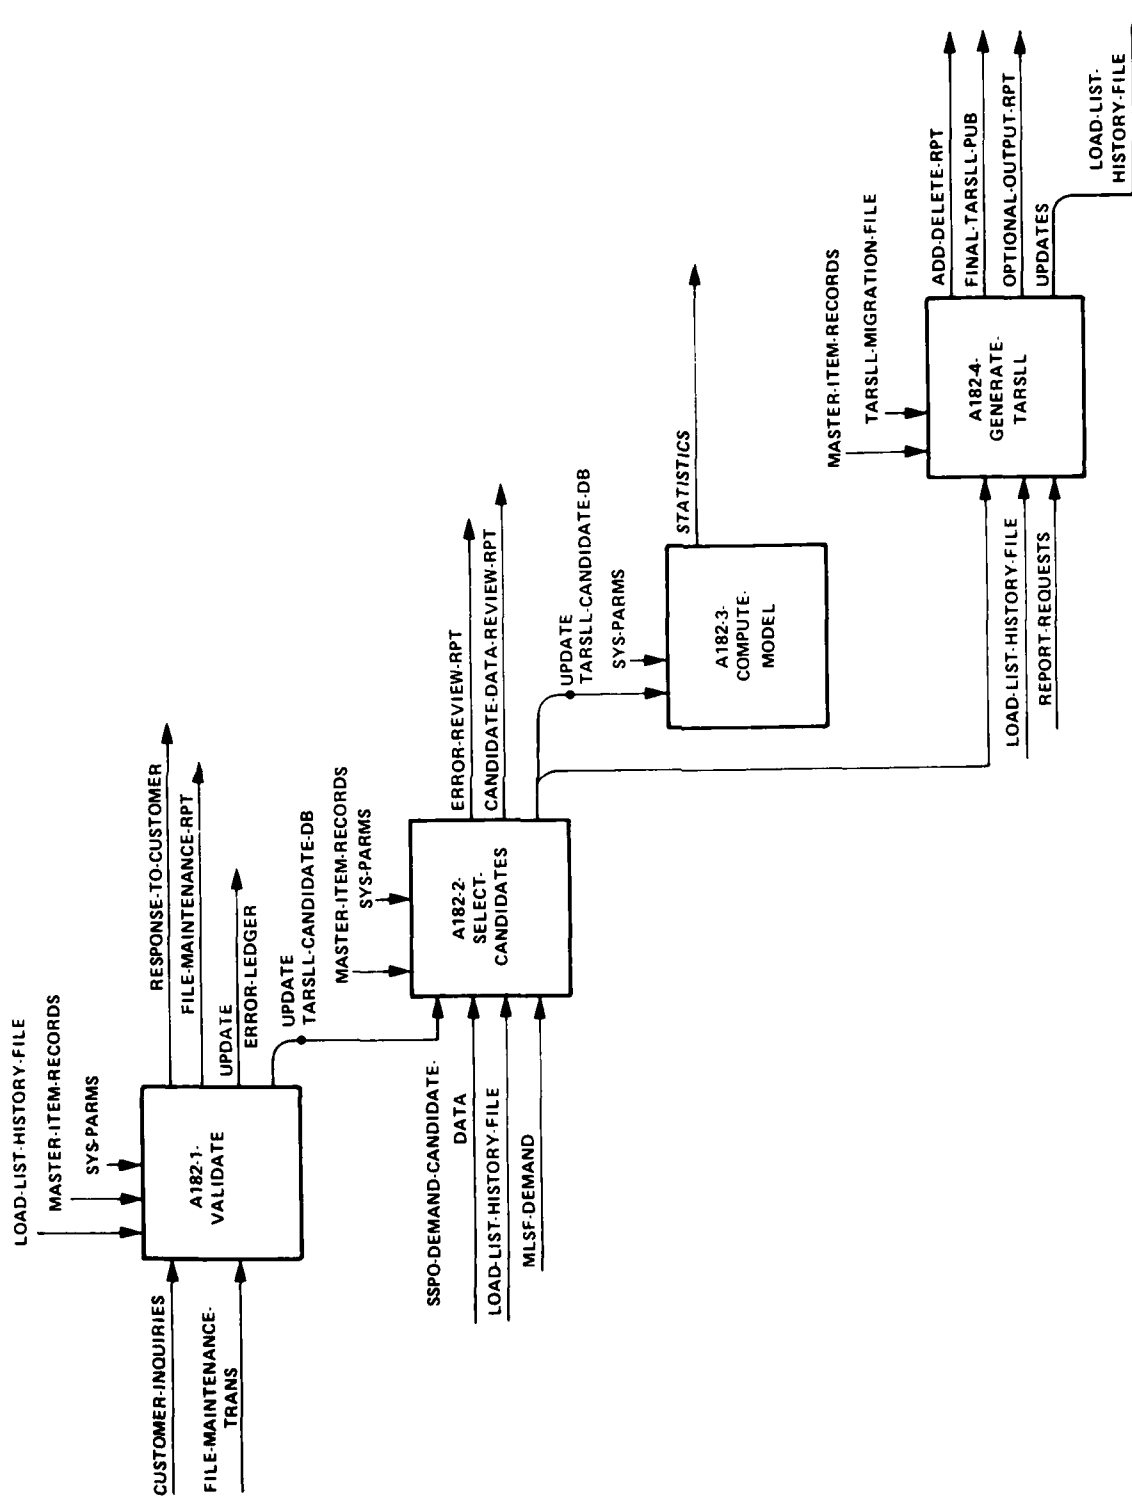 LOAD-LIST-HISTORY-FILE
MASTER-ITEM-RECORDS
SYS-PARMS
CUSTOMER-INQUIRIES
FILE-MAINTENANCE-
TRANS
A182-1-
VALIDATE
RESPONSE-TO-CUSTOMER
FILE-MAINTENANCE-RPT
UPDATE
ERROR-LEDGER
UPDATE
TARSLL-CANDIDATE-DB
MASTER-ITEM-RECORDS
SYS-PARMS
SSPO-DEMAND-CANDIDATE-
DATA
LOAD-LIST-HISTORY-FILE
MLSF-DEMAND
A182-2-
SELECT-
CANDIDATES
ERROR-REVIEW-RPT
CANDIDATE-DATA-REVIEW-RPT
UPDATE
TARSLL-CANDIDATE-DB
SYS-PARMS
A182-3-
COMPUTE-
MODEL
STATISTICS
MASTER-ITEM-RECORDS
TARSLL-MIGRATION-FILE
LOAD-LIST-HISTORY-FILE
REPORT-REQUESTS
A182-4-
GENERATE-
TARSLL
ADD-DELETE-RPT
FINAL-TARSLL-PUB
OPTIONAL-OUTPUT-RPT
UPDATES
LOAD-LIST-
HISTORY-FILE